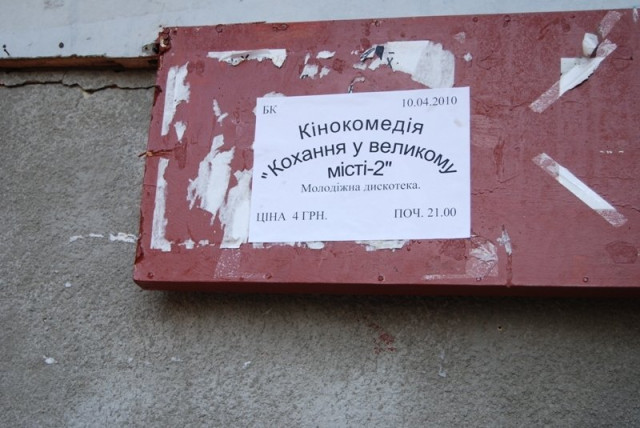 БК 10.04.2010
Кінокомедія
"Кохання у великому
місті-2"
Молодіжна дискотека.
ЦІНА 4 ГРН. ПОЧ. 21.00